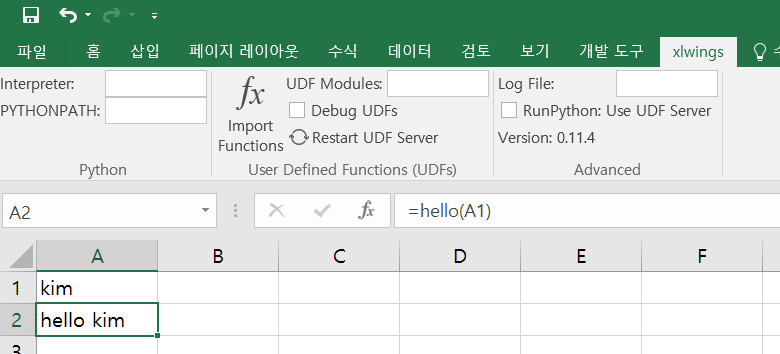 파일 홈 삽입 페이지 레이아웃 수식 데이터 검토 보기 개발 도구 xlwings
Interpreter: fx UDF Modules: Log File:
PYTHONPATH: Import Functions Debug UDFs RunPython: Use UDF Server
Restart UDF Server Version: 0.11.4
Python User Defined Functions (UDFs) Advanced
A2 fx =hello(A1)
A B C D E F
1 kim
2 hello kim
3